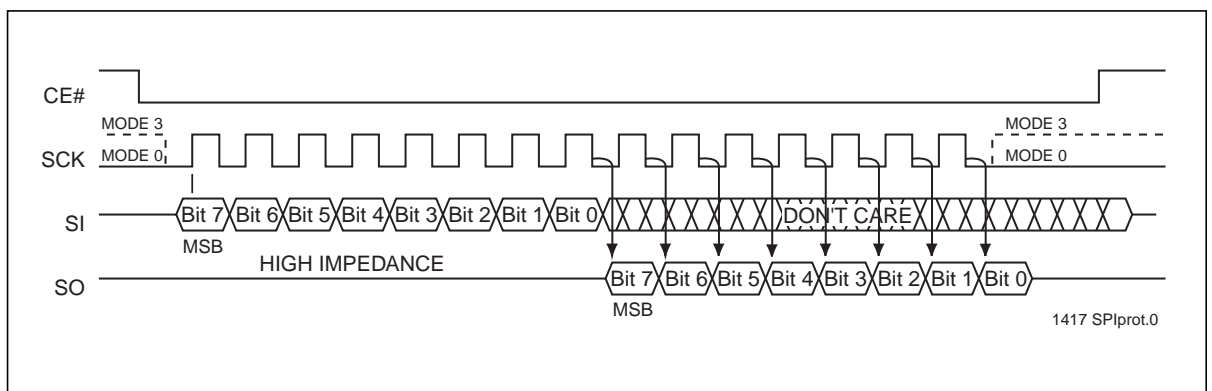 CE#
MODE 3 MODE 3
SCK MODE 0 MODE 0
SI Bit 7 Bit 6 Bit 5 Bit 4 Bit 3 Bit 2 Bit 1 Bit 0 DON'T CARE
MSB
HIGH IMPEDANCE
SO Bit 7 Bit 6 Bit 5 Bit 4 Bit 3 Bit 2 Bit 1 Bit 0
MSB
1417 SPIprot.0